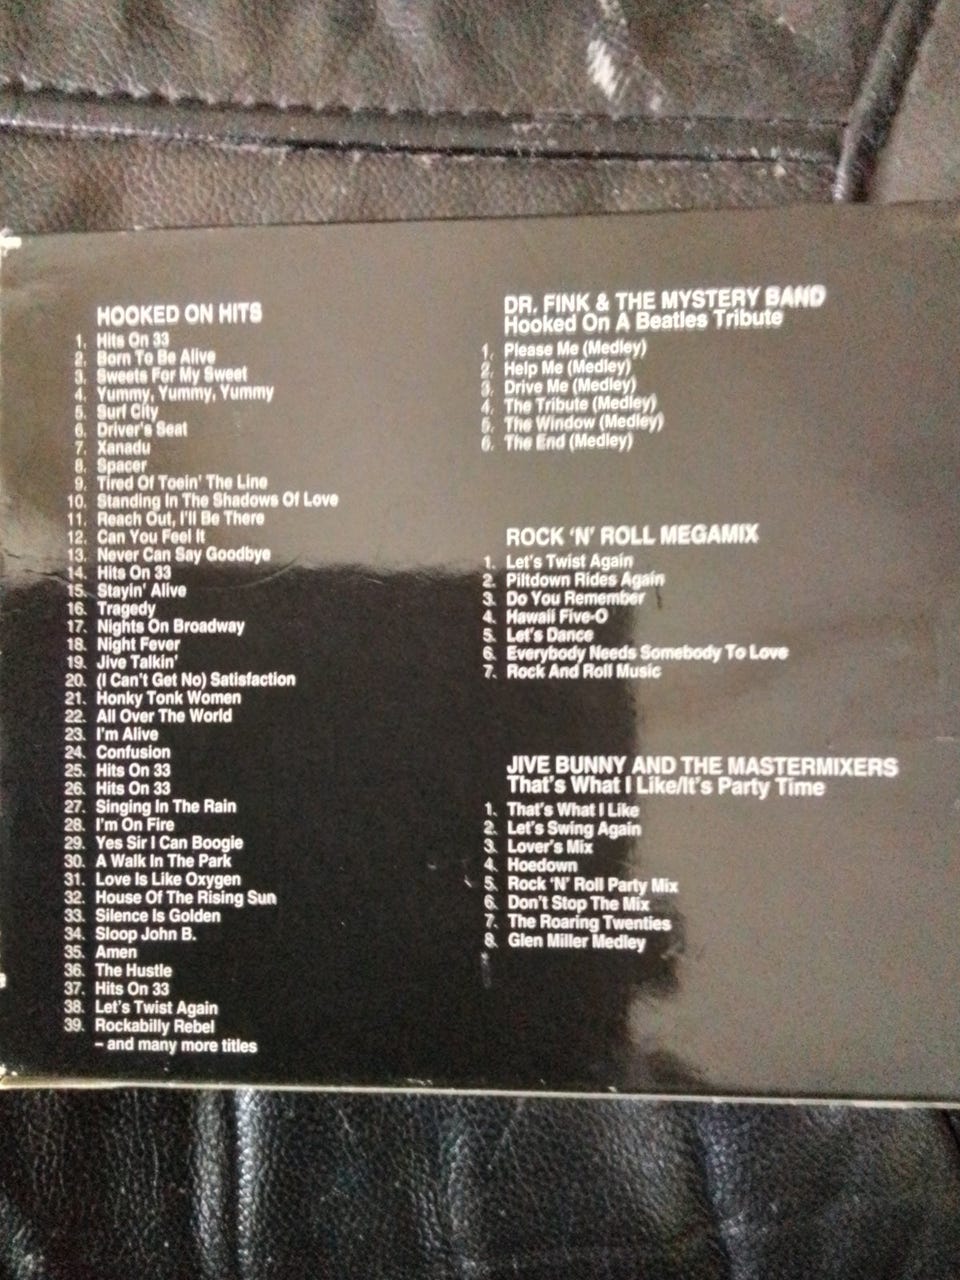 HOOKED ON HITS
1. Hits On 33
2. Born To Be Alive
3. Sweets For My Sweet
4. Yummy, Yummy, Yummy
5. Surf City
6. Driver's Seat
7. Xanadu
8. Spacer
9. Tired Of Toein' The Line
10. Standing In The Shadows Of Love
11. Reach Out, I'll Be There
12. Can You Feel It
13. Never Can Say Goodbye
14. Hits On 33
15. Stayin' Alive
16. Tragedy
17. Nights On Broadway
18. Night Fever
19. Jive Talkin'
20. (I Can't Get No) Satisfaction
21. Honky Tonk Women
22. All Over The World
23. I'm Alive
24. Confusion
25. Hits On 33
26. Hits On 33
27. Singing In The Rain
28. I'm On Fire
29. Yes Sir I Can Boogie
30. A Walk In The Park
31. Love Is Like Oxygen
32. House Of The Rising Sun
33. Silence Is Golden
34. Sloop John B.
35. Amen
36. The Hustle
37. Hits On 33
38. Let's Twist Again
39. Rockabilly Rebel
– and many more titles
DR. FINK & THE MYSTERY BAND
Hooked On A Beatles Tribute
1. Please Me (Medley)
2. Help Me (Medley)
3. Drive Me (Medley)
4. The Tribute (Medley)
5. The Window (Medley)
6. The End (Medley)
ROCK 'N' ROLL MEGAMIX
1. Let's Twist Again
2. Piltdown Rides Again
3. Do You Remember
4. Hawaii Five-O
5. Let's Dance
6. Everybody Needs Somebody To Love
7. Rock And Roll Music
JIVE BUNNY AND THE MASTERMIXERS
That's What I Like/It's Party Time
1. That's What I Like
2. Let's Swing Again
3. Lover's Mix
4. Hoedown
5. Rock 'N' Roll Party Mix
6. Don't Stop The Mix
7. The Roaring Twenties
8. Glen Miller Medley